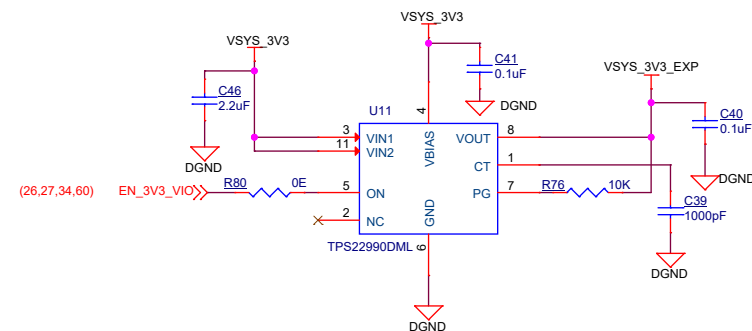 VSYS_3V3
VSYS_3V3
C41
0.1uF
DGND
VSYS_3V3_EXP
C46
2.2uF
DGND
U11
C40
0.1uF
DGND
3 VIN1
11 VIN2
4 VBIAS
VOUT 8
CT 1
(26,27,34,60) EN_3V3_VIO R80 0E 5 ON
PG 7 R76 10K
2 NC
GND 6
C39
1000pF
DGND
TPS22990DML
DGND